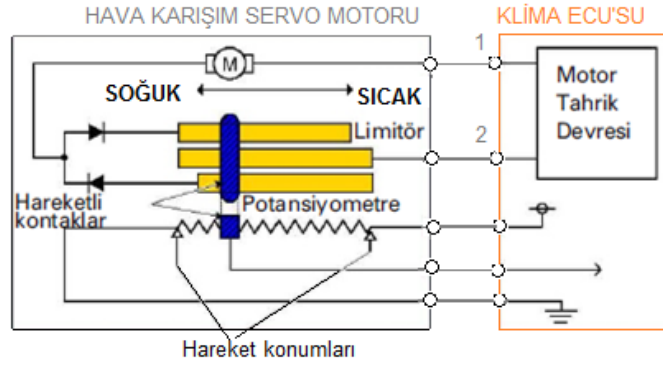 HAVA KARIŞIM SERVO MOTORU
KLİMA ECU'SU
1
M
Motor
Tahrik
Devresi
SOĞUK
SICAK
Limitör
2
Hareketli
kontaklar
Potansiyometre
Hareket konumları